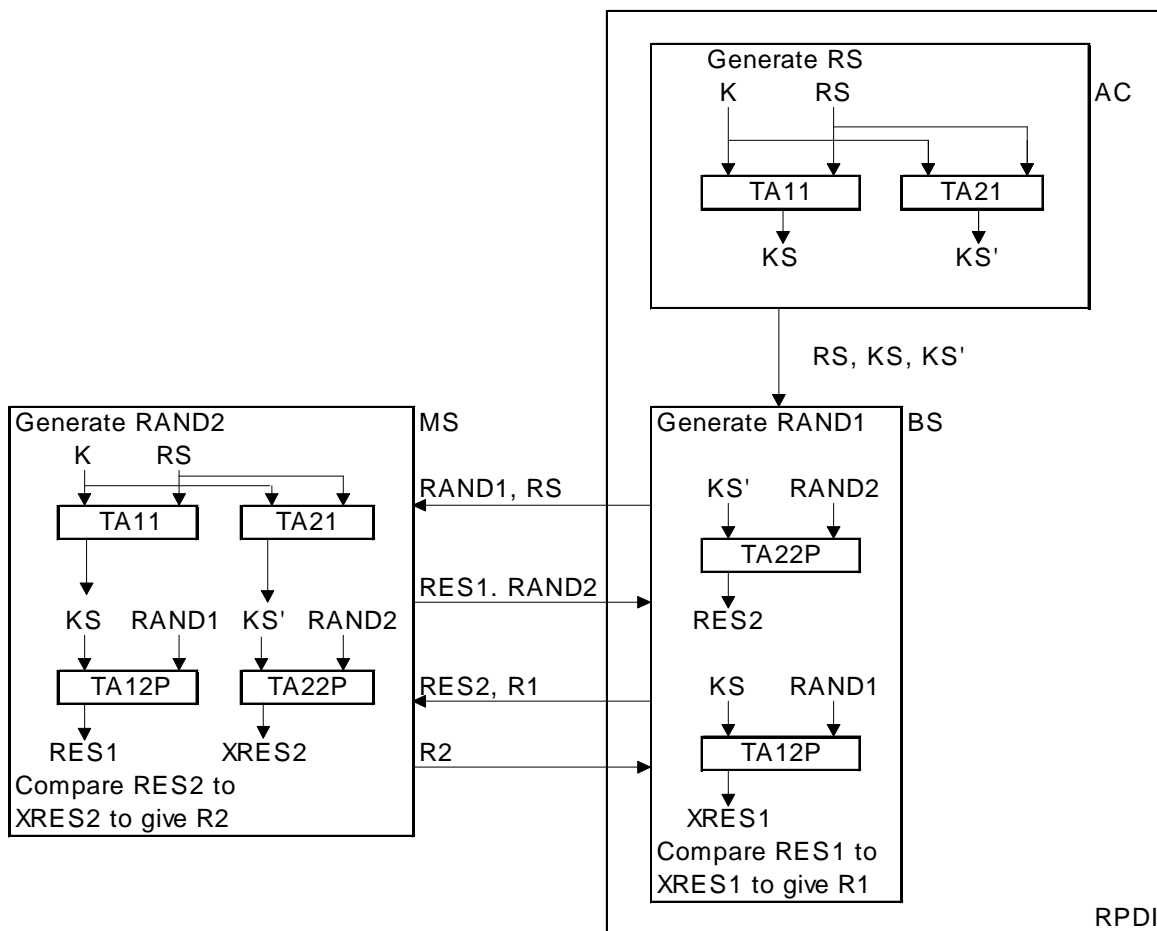 Generate RS
K RS
AC
TA11 TA21
KS KS'
RS, KS, KS'
Generate RAND2
MS
K RS
TA11 TA21
KS RAND1 KS' RAND2
TA12P TA22P
RES1 XRES2
Compare RES2 to
XRES2 to give R2
RAND1, RS
RES1. RAND2
RES2, R1
R2
Generate RAND1
BS
KS' RAND2
TA22P
RES2
KS RAND1
TA12P
XRES1
Compare RES1 to
XRES1 to give R1
RPDI